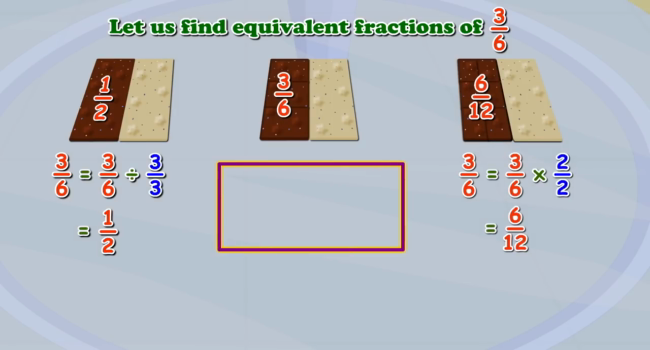 Let us find equivalent fractions of 3/6
1/2
3/6
6/12
3/6 = 3/6 ÷ 3/3
= 1/2
3/6 = 3/6 × 2/2
= 6/12